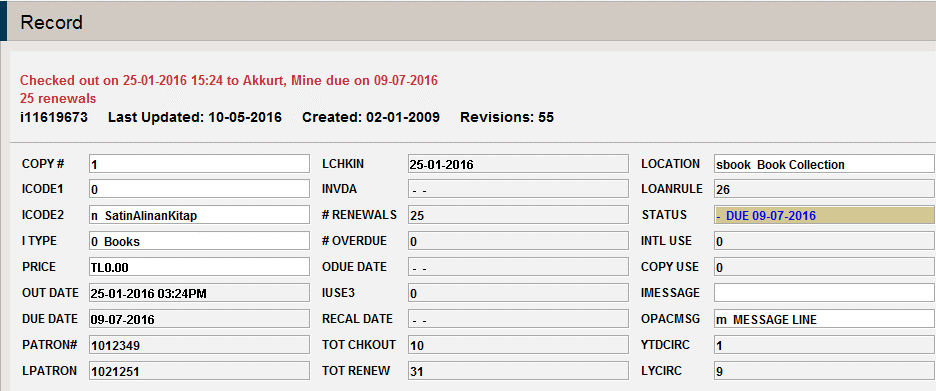 Record
Checked out on 25-01-2016 15:24 to Akkurt, Mine due on 09-07-2016
25 renewals
i11619673 Last Updated: 10-05-2016 Created: 02-01-2009 Revisions: 55
COPY # 1 LCHKIN 25-01-2016 LOCATION sbook Book Collection
ICODE1 0 INVDA - - LOANRULE 26
ICODE2 n SatinAlinanKitap # RENEWALS 25 STATUS - DUE 09-07-2016
I TYPE 0 Books # OVERDUE 0 INTL USE 0
PRICE TL0.00 ODUE DATE - - COPY USE 0
OUT DATE 25-01-2016 03:24PM IUSE3 0 IMESSAGE
DUE DATE 09-07-2016 RECAL DATE - - OPACMSG m MESSAGE LINE
PATRON# 1012349 TOT CHKOUT 10 YTDCIRC 1
LPATRON 1021251 TOT RENEW 31 LYCIRC 9